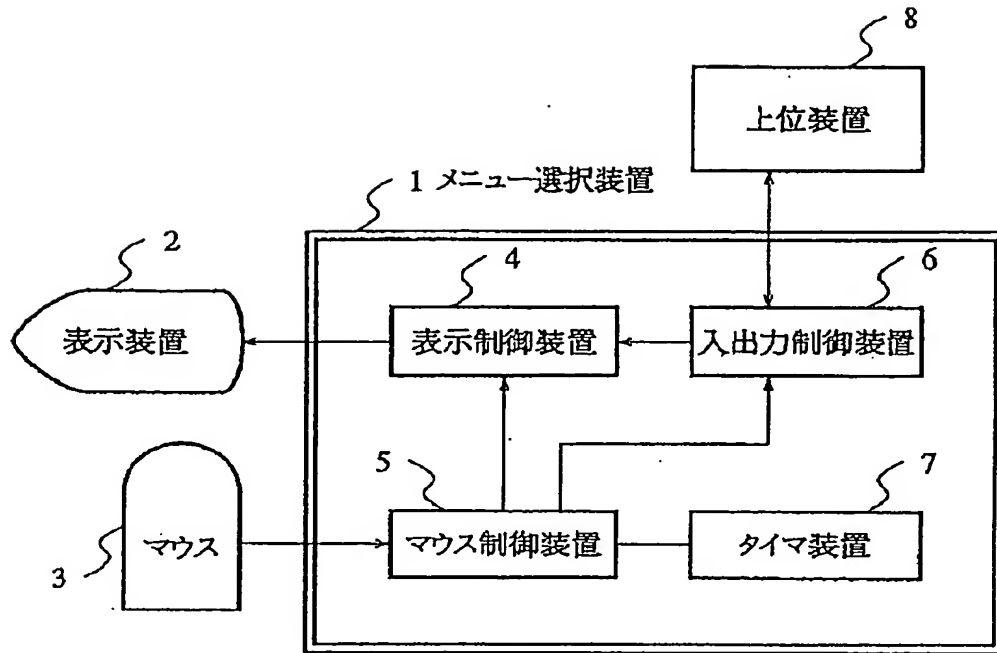 8
上位装置
1 メニュー選択装置
2
4
6
表示装置
表示制御装置
入出力制御装置
5
7
3
マウス
マウス制御装置
タイマ装置